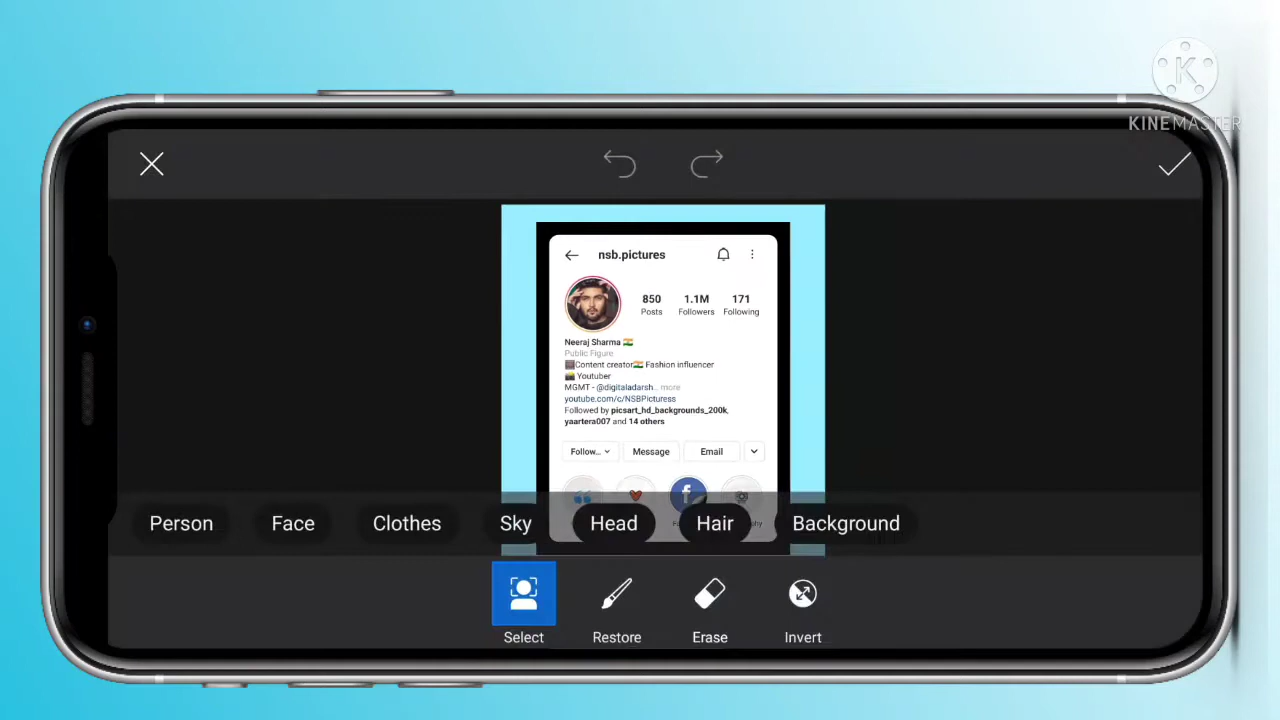 KINEMASTER
nsb.pictures
850 1.1M 171
Posts Followers Following
Neeraj Sharma 🇮🇳
Public Figure
Content creator🇮🇳 Fashion influencer
Youtuber
MGMT - @digitaladarsh... more
youtube.com/c/NSBPicturess
Followed by picsart_hd_backgrounds_200k,
yaartera007 and 14 others
Follow... Message Email
Person Face Clothes Sky Head Hair Background
Select Restore Erase Invert